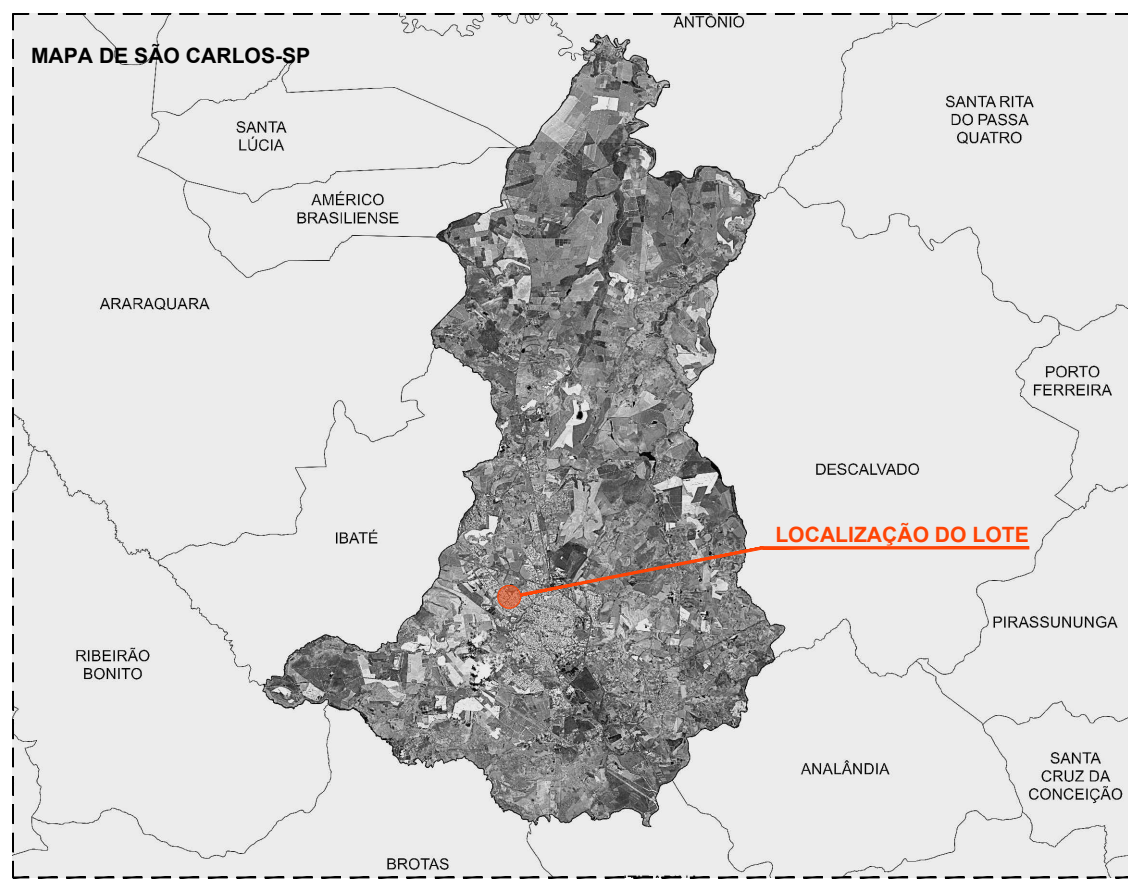 ANTÔNIO
MAPA DE SÃO CARLOS-SP
SANTA RITA
DO PASSA
QUATRO
SANTA
LÚCIA
AMÉRICO
BRASILIENSE
ARARAQUARA
PORTO
FERREIRA
DESCALVADO
IBATÉ
LOCALIZAÇÃO DO LOTE
PIRASSUNUNGA
RIBEIRÃO
BONITO
ANALÂNDIA
SANTA
CRUZ DA
CONCEIÇÃO
BROTAS